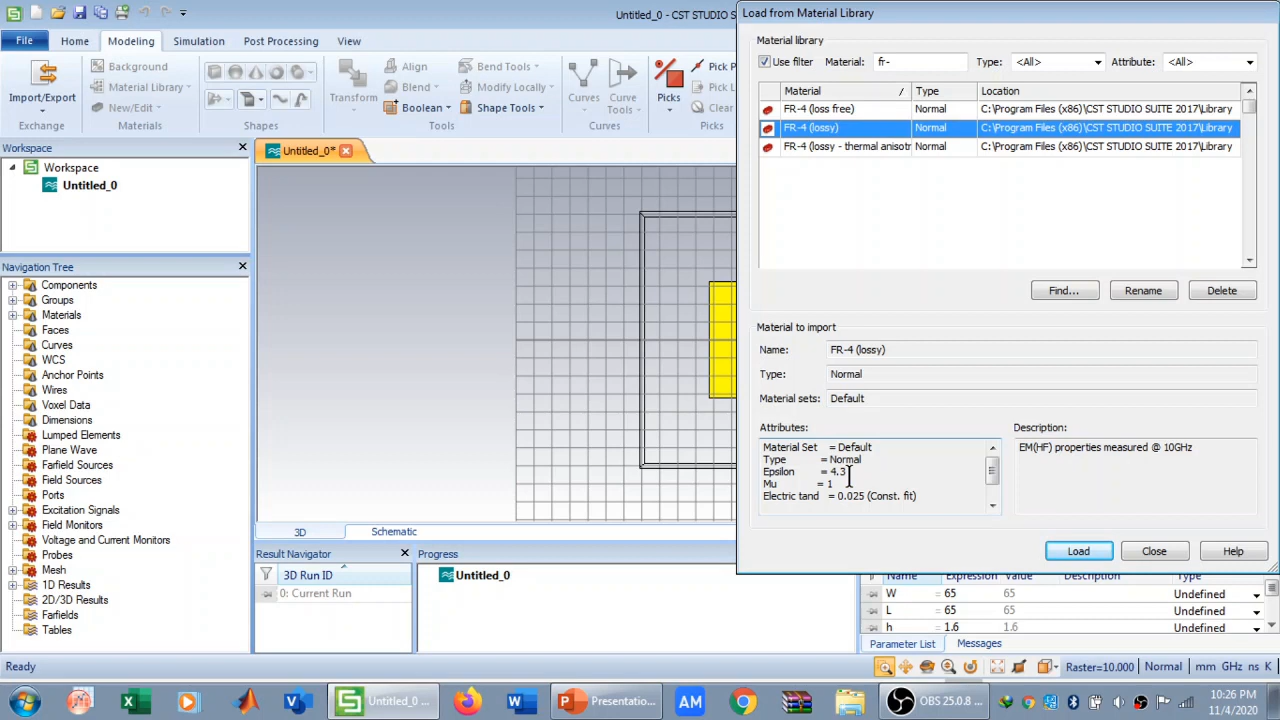 Untitled_0 - CST STUDIO S
Load from Material Library
File
Home
Modeling
Simulation
Post Processing
View
Import/Export
Exchange
Background
Material Library
New/Edit
Materials
Shapes
Transform
Align
Blend
Boolean
Bend Tools
Modify Locally
Shape Tools
Tools
Curves
Curve Tools
Curves
Picks
Pick P
Pick L
Clear
Picks
Material library
Use filter
Material:
fr-
Type:
<All>
Attribute:
<All>
Material
Type
Location
FR-4 (loss free)
Normal
C:\Program Files (x86)\CST STUDIO SUITE 2017\Library
FR-4 (lossy)
Normal
C:\Program Files (x86)\CST STUDIO SUITE 2017\Library
FR-4 (lossy - thermal anisotr
Normal
C:\Program Files (x86)\CST STUDIO SUITE 2017\Library
Find...
Rename
Delete
Material to import
Name:
FR-4 (lossy)
Type:
Normal
Material sets:
Default
Attributes:
Description:
Material Set = Default
Type = Normal
Epsilon = 4.3
Mu = 1
Electric tand = 0.025 (Const. fit)
EM(HF) properties measured @ 10GHz
Load
Close
Help
Workspace
Workspace
Untitled_0
Untitled_0*
Navigation Tree
Components
Groups
Materials
Faces
Curves
WCS
Anchor Points
Wires
Voxel Data
Dimensions
Lumped Elements
Plane Wave
Farfield Sources
Field Sources
Ports
Excitation Signals
Field Monitors
Voltage and Current Monitors
Probes
Mesh
1D Results
2D/3D Results
Farfields
Tables
3D
Schematic
Result Navigator
3D Run ID
0: Current Run
Progress
Untitled_0
Name
Expression
Value
Description
Type
W = 65 65 Undefined
L = 65 65 Undefined
h = 1.6 1.6 Undefined
Parameter List
Messages
Ready
Raster=10.000
Normal
mm GHz ns K
Untitled_0 ...
Presentatio...
AM
OBS 25.0.8 ...
10:26 PM
11/4/2020